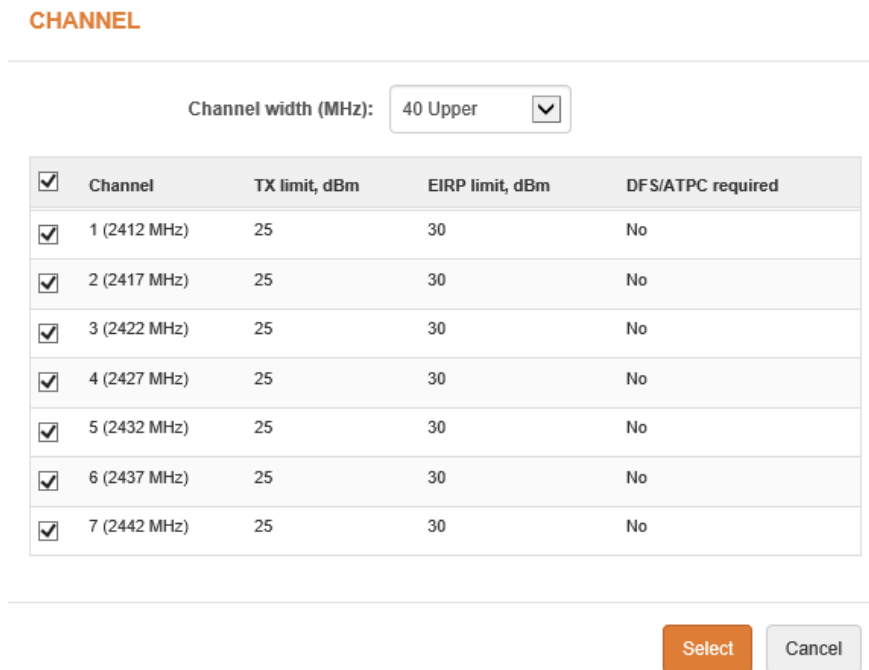 CHANNEL
Channel width (MHz): 40 Upper
Channel TX limit, dBm EIRP limit, dBm DFS/ATPC required
1 (2412 MHz) 25 30 No
2 (2417 MHz) 25 30 No
3 (2422 MHz) 25 30 No
4 (2427 MHz) 25 30 No
5 (2432 MHz) 25 30 No
6 (2437 MHz) 25 30 No
7 (2442 MHz) 25 30 No
Select Cancel